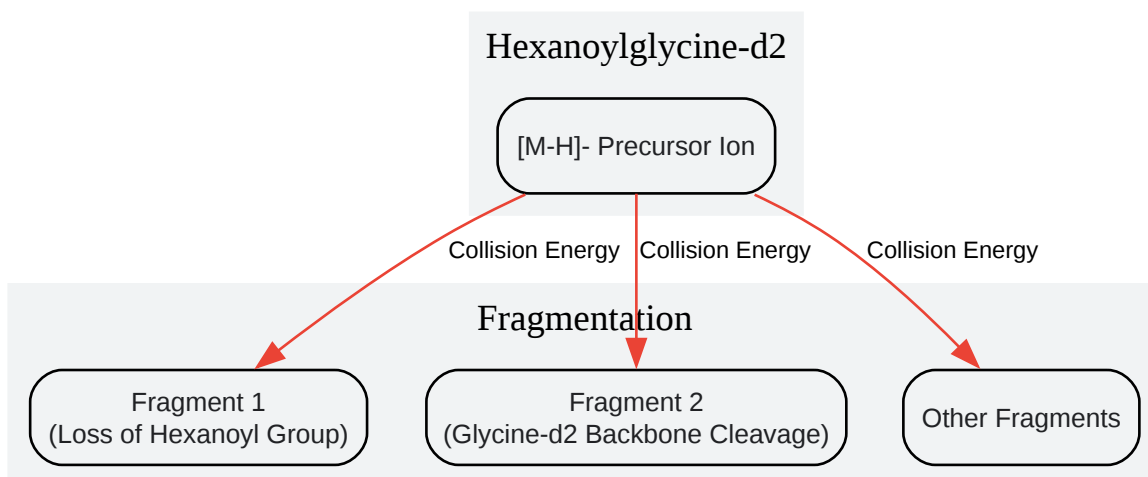 Hexanoylglycine-d2
[M-H]- Precursor Ion
Collision Energy
Collision Energy
Collision Energy
Fragmentation
Fragment 1
(Loss of Hexanoyl Group)
Fragment 2
(Glycine-d2 Backbone Cleavage)
Other Fragments